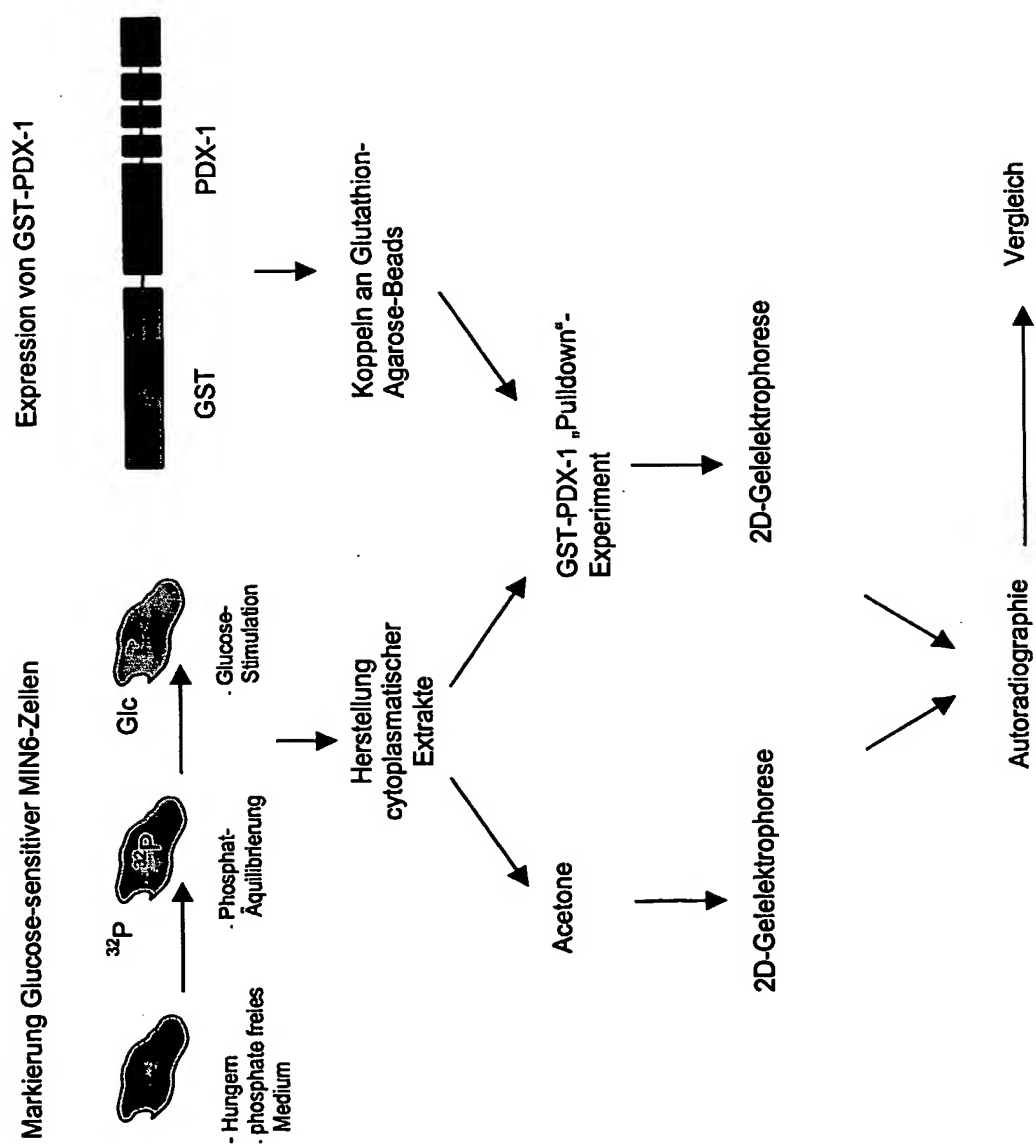 Markierung Glucose-sensitiver MIN6-Zellen
Expression von GST-PDX-1
32P
Glc
32P
- Hungern
. phosphate freies
Medium
. Phosphat-
Äquilibrierung
. Glucose-
Stimulation
GST
PDX-1
Herstellung
cytoplasmatischer
Extrakte
Koppeln an Glutathion-
Agarose-Beads
Acetone
GST-PDX-1 „Pulldown“-
Experiment
2D-Gelelektrophorese
2D-Gelelektrophorese
Autoradiographie
Vergleich